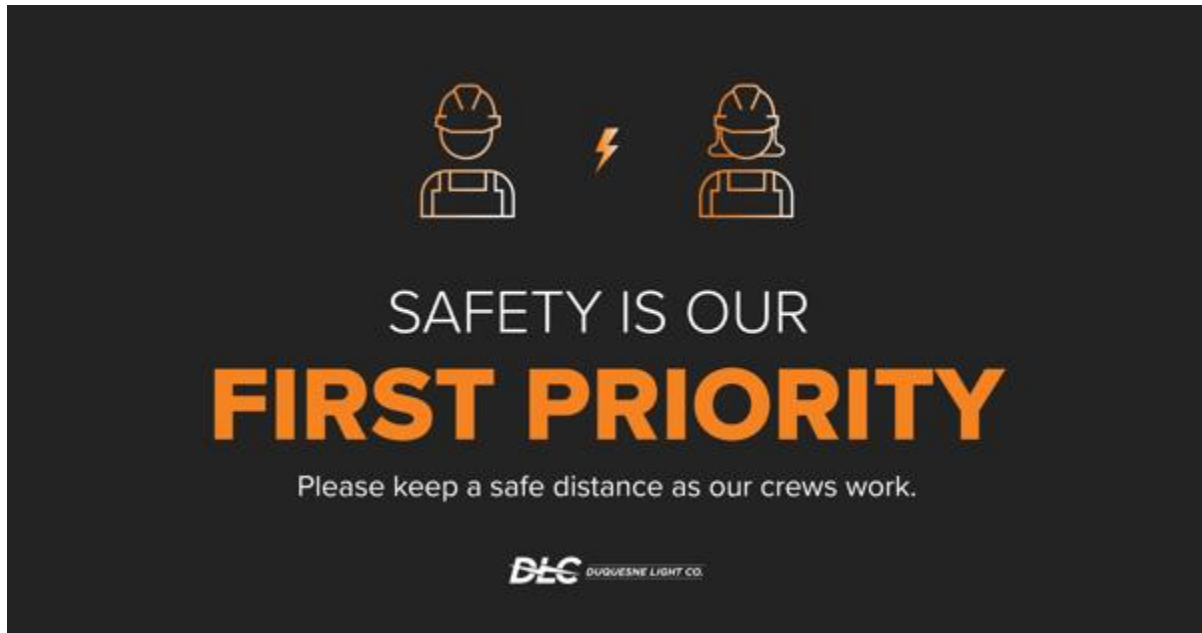 SAFETY IS OUR
FIRST PRIORITY
Please keep a safe distance as our crews work.
DLC DUQUESNE LIGHT CO.